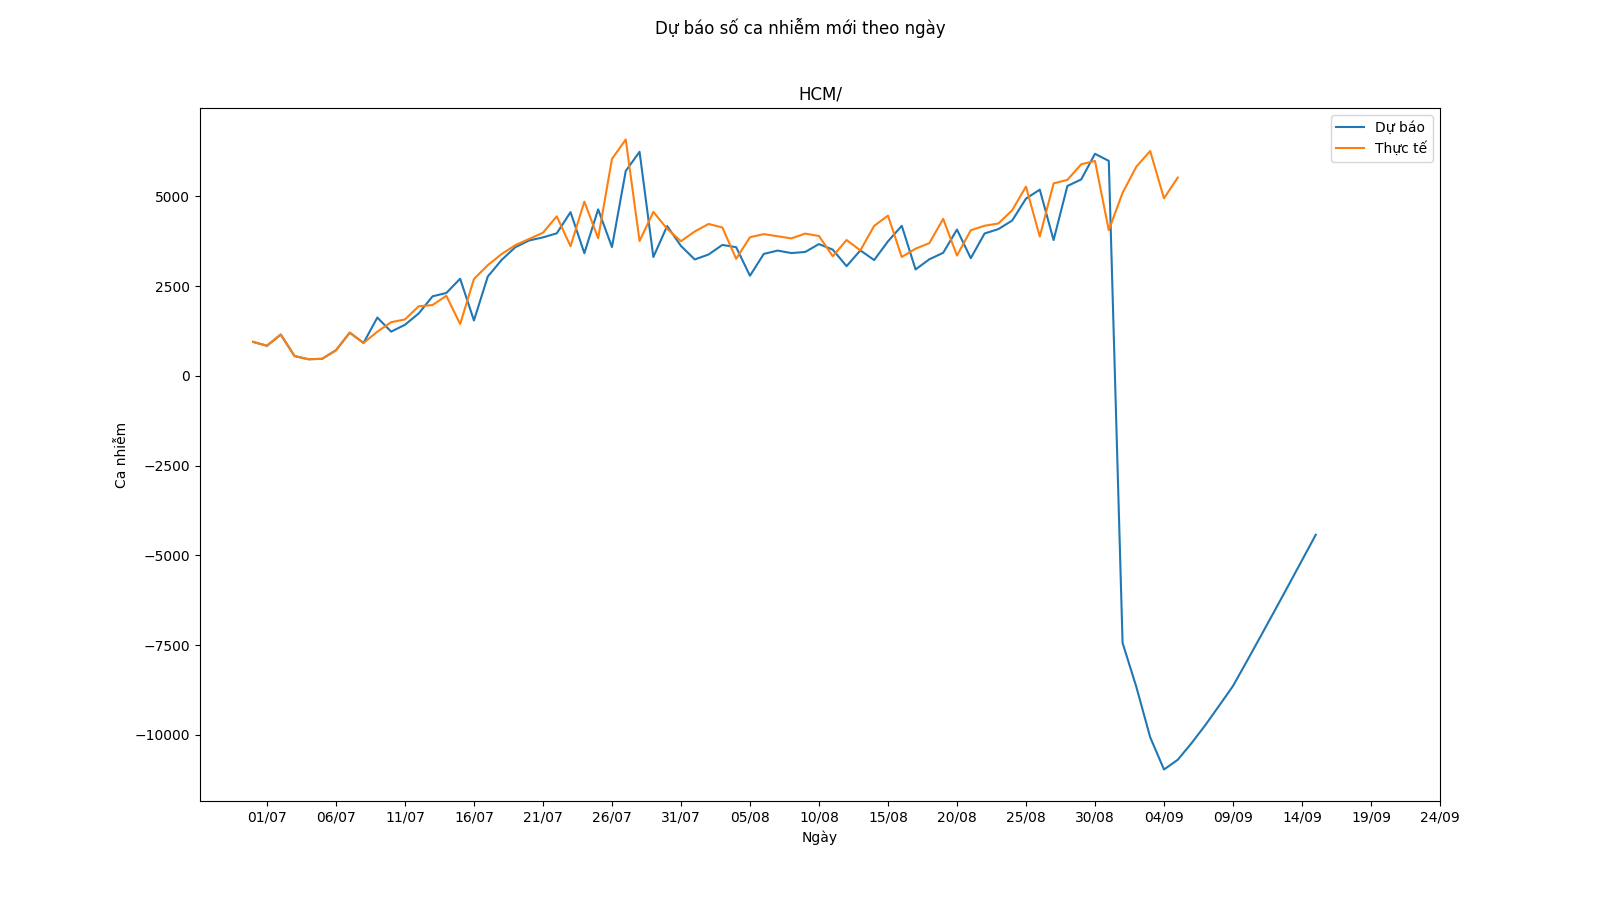 Dự báo số ca nhiễm mới theo ngày
HCM/
Dự báo
Thực tế
5000
2500
0
−2500
−5000
−7500
−10000
Ca nhiễm
01/07 06/07 11/07 16/07 21/07 26/07 31/07 05/08 10/08 15/08 20/08 25/08 30/08 04/09 09/09 14/09 19/09 24/09
Ngày